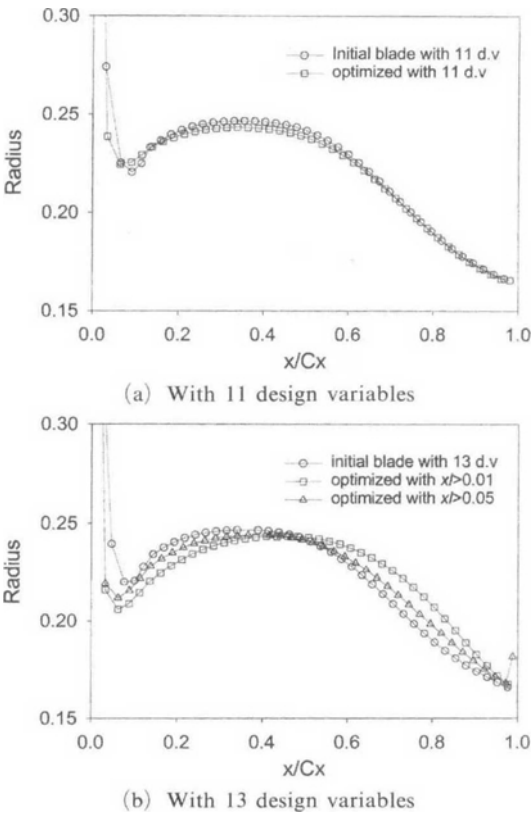 0.30
Initial blade with 11 d.v
optimized with 11 d.v
0.25
Radius
0.20
0.15
0.0 0.2 0.4 0.6 0.8 1.0
x/Cx
(a) With 11 design variables
0.30
initial blade with 13 d.v
optimized with xl>0.01
optimized with xl>0.05
0.25
Radius
0.20
0.15
0.0 0.2 0.4 0.6 0.8 1.0
x/Cx
(b) With 13 design variables